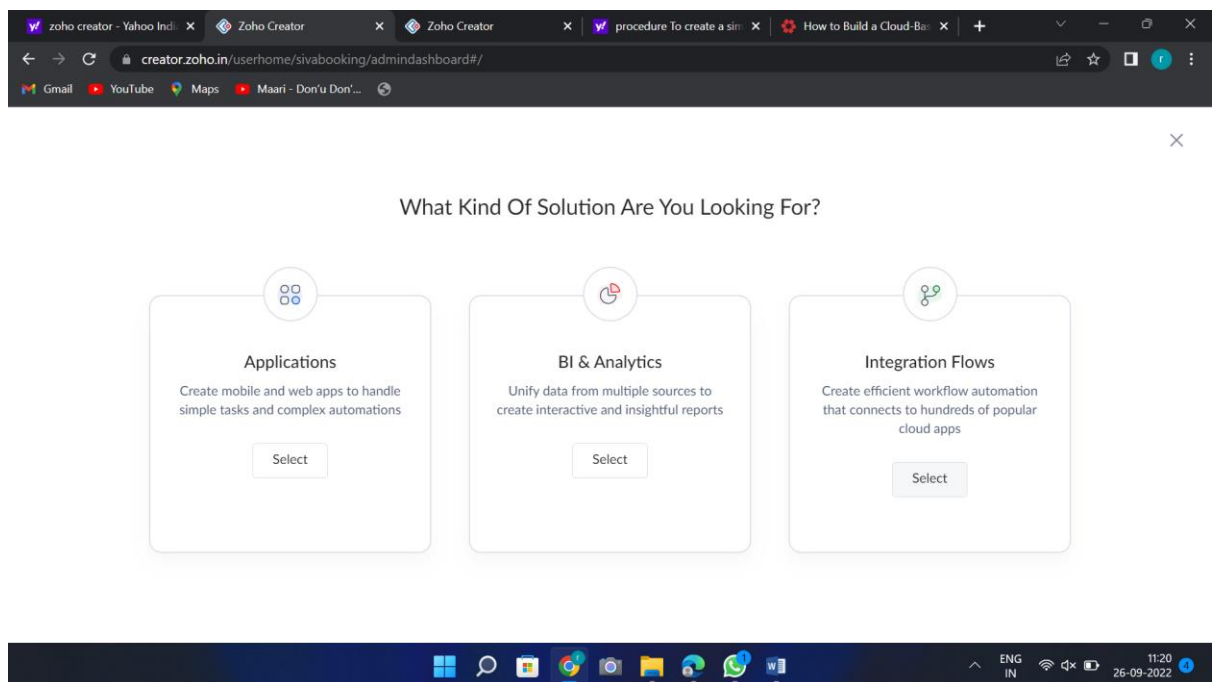 zoho creator - Yahoo Indi
Zoho Creator
Zoho Creator
procedure To create a sim
How to Build a Cloud-Bas
creator.zoho.in/userhome/sivabooking/admindashboard#/
r
Gmail
YouTube
Maps
Maari - Don'u Don'...
What Kind Of Solution Are You Looking For?
Applications
Create mobile and web apps to handle
simple tasks and complex automations
Select
BI & Analytics
Unify data from multiple sources to
create interactive and insightful reports
Select
Integration Flows
Create efficient workflow automation
that connects to hundreds of popular
cloud apps
Select
1
ENG
IN
11:20
26-09-2022
4